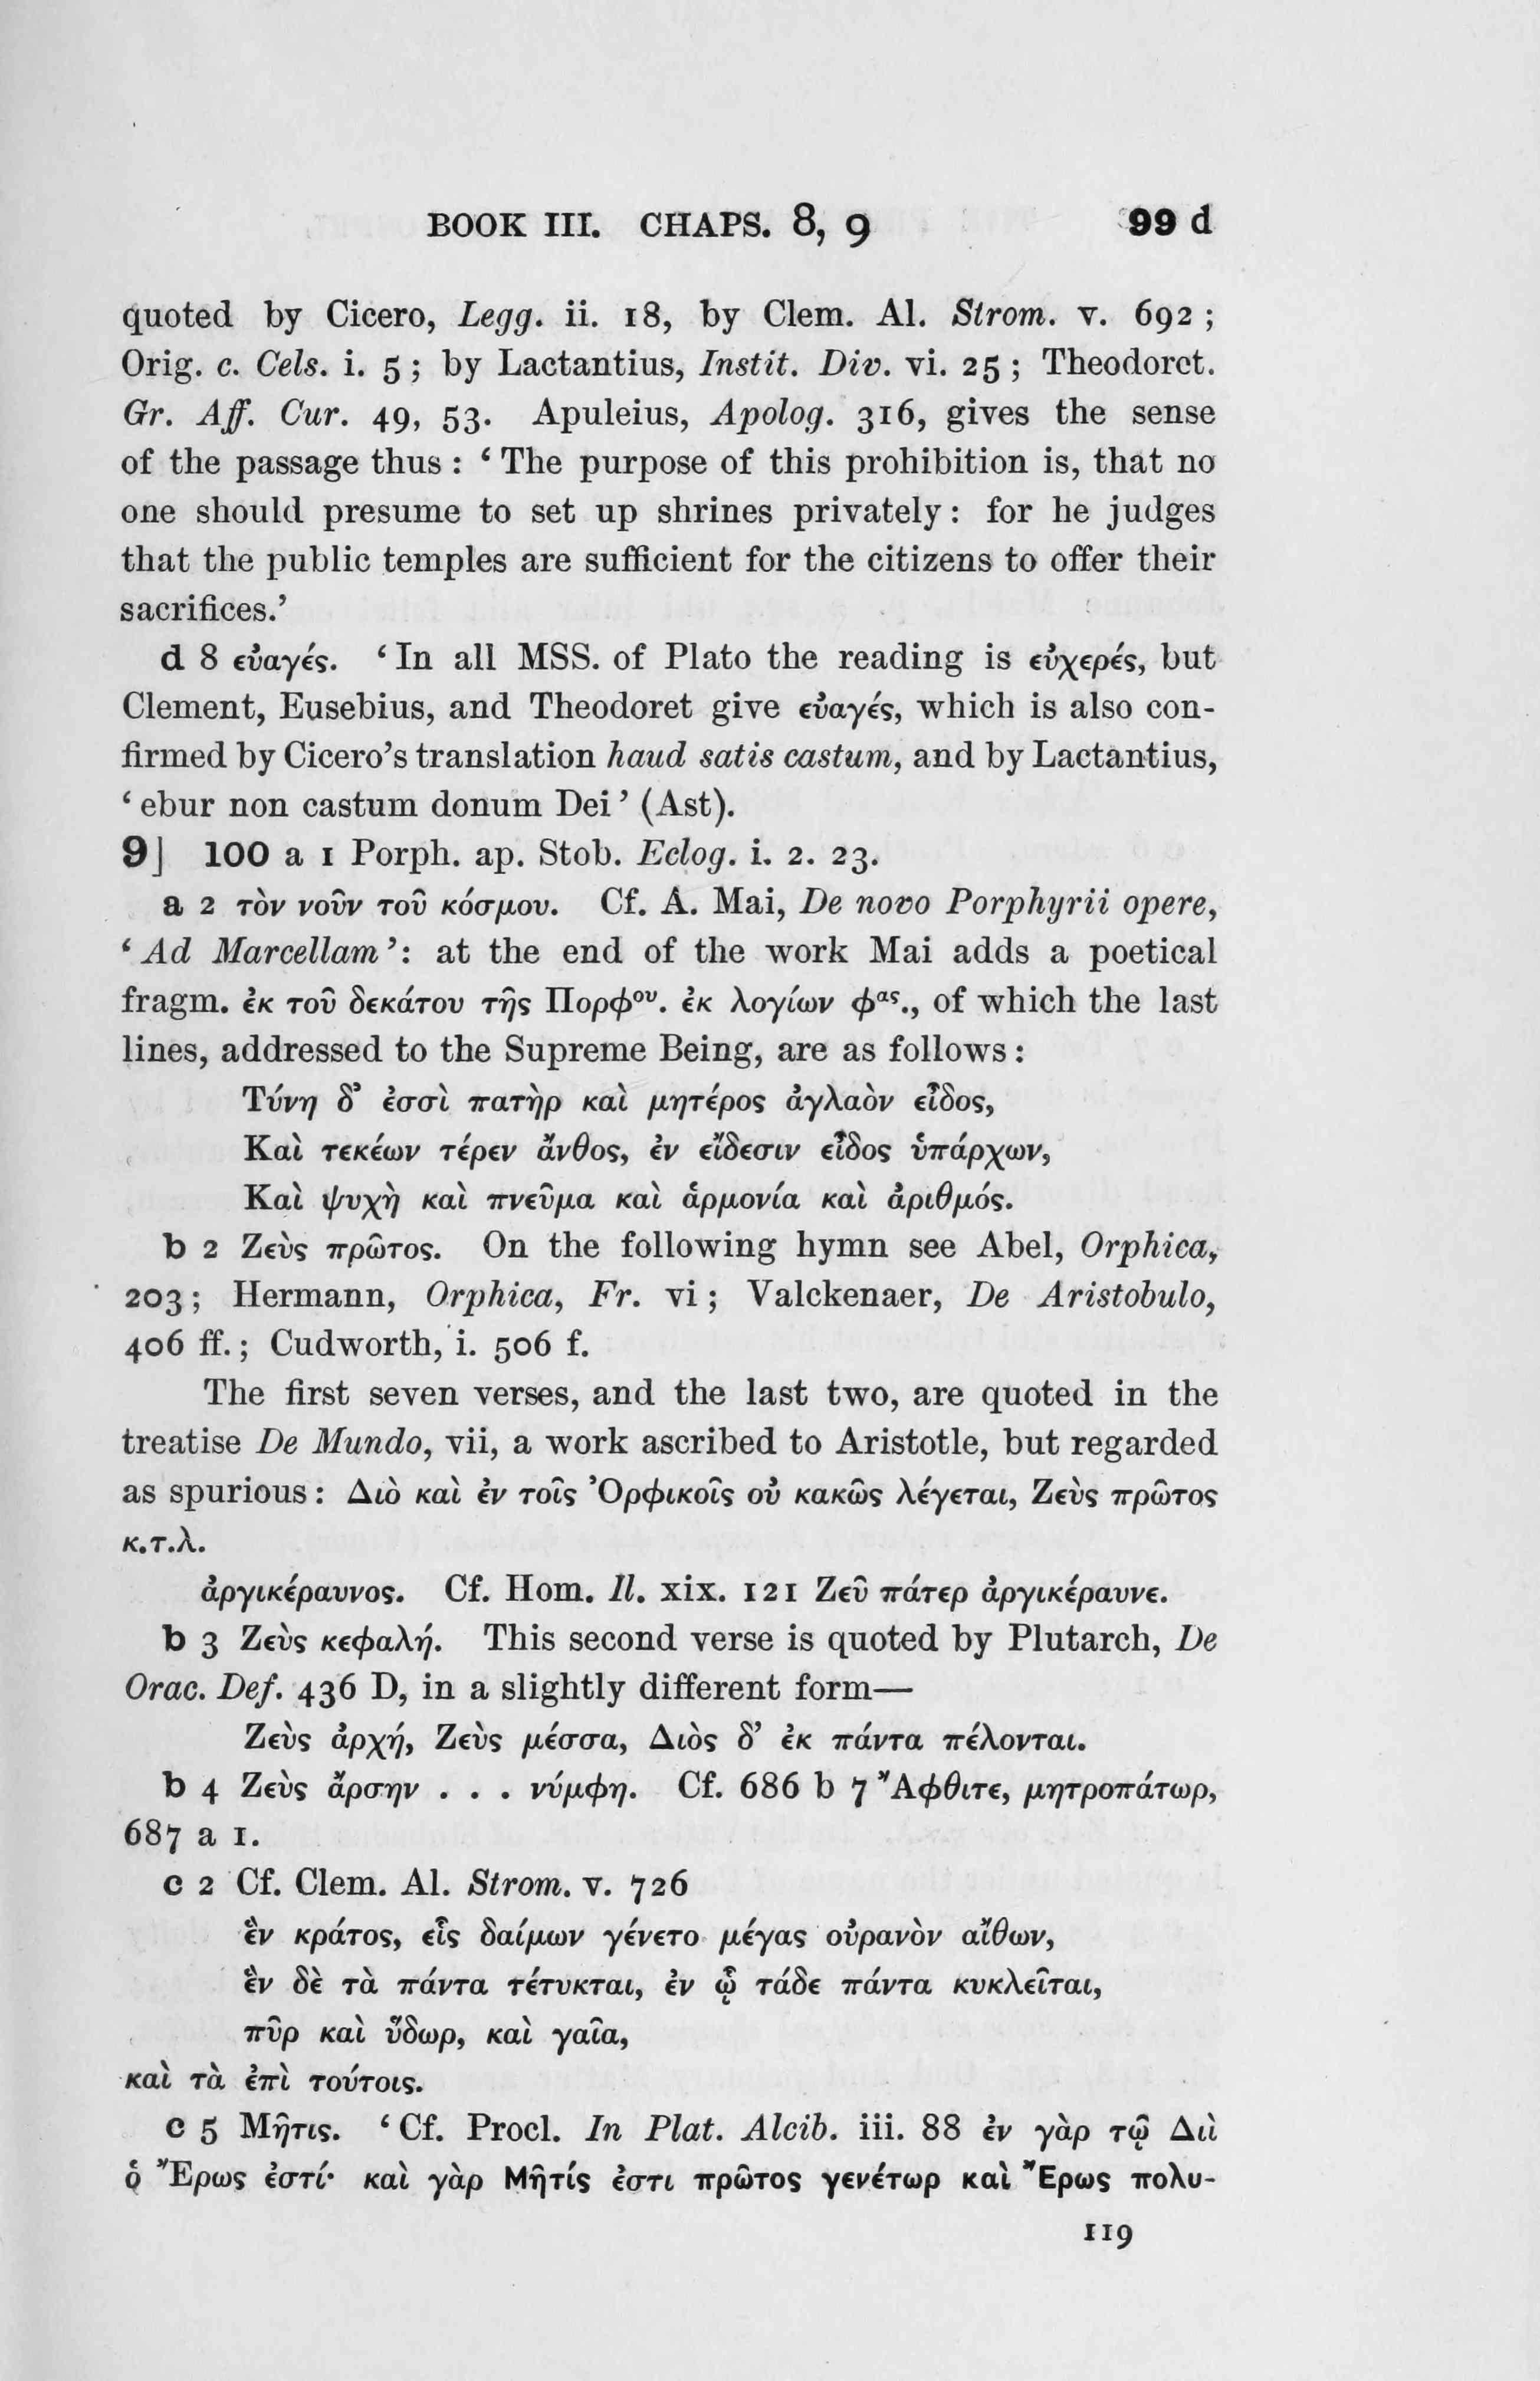 BOOK III. CHAPS. 8, 9 99 d
quoted by Cicero, Legg. ii. 18, by Clem. Al. Strom. v. 692 ;
Orig. c. Cels. i. 5 ; by Lactantius, Instit. Div. vi. 25 ; Theodoret.
Gr. Aff. Cur. 49, 53. Apuleius, Apolog. 316, gives the sense
of the passage thus : ‘ The purpose of this prohibition is, that no
one should presume to set up shrines privately : for he judges
that the public temples are sufficient for the citizens to offer their
sacrifices.’
d 8 εὐαγές. ‘ In all MSS. of Plato the reading is εὐχερές, but
Clement, Eusebius, and Theodoret give εὐαγές, which is also con-
firmed by Cicero’s translation haud satis castum, and by Lactantius,
‘ ebur non castum donum Dei ’ (Ast).
9] 100 a 1 Porph. ap. Stob. Eclog. i. 2. 23.
a 2 τὸν νοῦν τοῦ κόσμου. Cf. A. Mai, De novo Porphyrii opere,
‘ Ad Marcellam ’: at the end of the work Mai adds a poetical
fragm. ἐκ τοῦ δεκάτου τῆς Πορφου. ἐκ λογίων φας., of which the last
lines, addressed to the Supreme Being, are as follows :
Τύνη δ’ ἐσσὶ πατὴρ καὶ μητέρος ἀγλαὸν εἶδος,
Καὶ τεκέων τέρεν ἄνθος, ἐν εἴδεσιν εἶδος ὑπάρχων,
Καὶ ψυχὴ καὶ πνεῦμα καὶ ἁρμονία καὶ ἀριθμός.
b 2 Ζεὺς πρῶτος. On the following hymn see Abel, Orphica,
203 ; Hermann, Orphica, Fr. vi ; Valckenaer, De Aristobulo,
406 ff. ; Cudworth, i. 506 f.
The first seven verses, and the last two, are quoted in the
treatise De Mundo, vii, a work ascribed to Aristotle, but regarded
as spurious : Διὸ καὶ ἐν τοῖς Ὀρφικοῖς οὐ κακῶς λέγεται, Ζεὺς πρῶτος
κ.τ.λ.
ἀργικέραυνος. Cf. Hom. Il. xix. 121 Ζεῦ πάτερ ἀργικέραυνε.
b 3 Ζεὺς κεφαλή. This second verse is quoted by Plutarch, De
Orac. Def. 436 D, in a slightly different form—
Ζεὺς ἀρχή, Ζεὺς μέσσα, Διὸς δ’ ἐκ πάντα πέλονται.
b 4 Ζεὺς ἄρσην . . . νύμφη. Cf. 686 b 7 Ἄφθιτε, μητροπάτωρ,
687 a 1.
c 2 Cf. Clem. Al. Strom. v. 726
ἓν κράτος, εἷς δαίμων γένετο μέγας οὐρανὸν αἴθων,
ἓν δὲ τὰ πάντα τέτυκται, ἐν ᾧ τάδε πάντα κυκλεῖται,
πῦρ καὶ ὕδωρ, καὶ γαῖα,
καὶ τὰ ἐπὶ τούτοις.
c 5 Μῆτις. ‘ Cf. Procl. In Plat. Alcib. iii. 88 ἐν γὰρ τῷ Διὶ
ὁ Ἔρως ἐστί· καὶ γὰρ Μῆτίς ἐστι πρῶτος γενέτωρ καὶ Ἔρως πολυ-
119